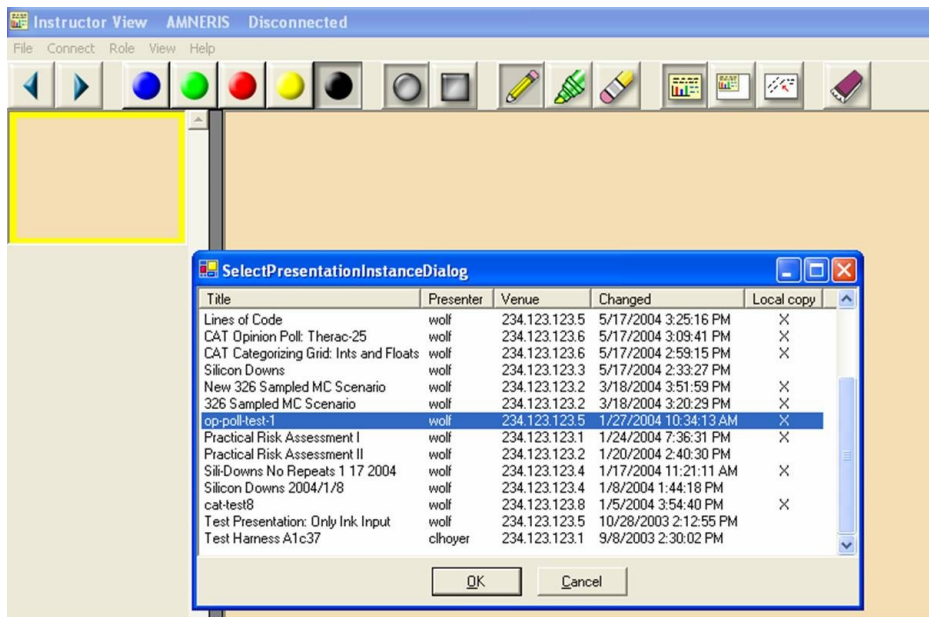 Instructor View AMNERIS Disconnected
File Connect Role View Help
SelectPresentationInstanceDialog
Title Presenter Venue Changed Local copy
Lines of Code wolf 234.123.123.5 5/17/2004 3:25:16 PM X
CAT Opinion Poll: Therac-25 wolf 234.123.123.6 5/17/2004 3:09:41 PM X
CAT Categorizing Grid: Ints and Floats wolf 234.123.123.6 5/17/2004 2:59:15 PM X
Silicon Downs wolf 234.123.123.3 5/17/2004 2:33:27 PM
New 326 Sampled MC Scenario wolf 234.123.123.2 3/18/2004 3:51:59 PM X
326 Sampled MC Scenario wolf 234.123.123.2 3/18/2004 3:20:29 PM X
op-poll-test-1 wolf 234.123.123.5 1/27/2004 10:34:13 AM X
Practical Risk Assessment I wolf 234.123.123.1 1/24/2004 7:36:31 PM X
Practical Risk Assessment II wolf 234.123.123.2 1/20/2004 2:40:30 PM
Sili-Downs No Repeats 1 17 2004 wolf 234.123.123.4 1/17/2004 11:21:11 AM X
Silicon Downs 2004/1/8 wolf 234.123.123.4 1/8/2004 1:44:18 PM
cat-test8 wolf 234.123.123.8 1/5/2004 3:54:40 PM X
Test Presentation: Only Ink Input wolf 234.123.123.5 10/28/2003 2:12:55 PM
Test Harness A1c37 clhoyer 234.123.123.1 9/8/2003 2:30:02 PM
OK Cancel